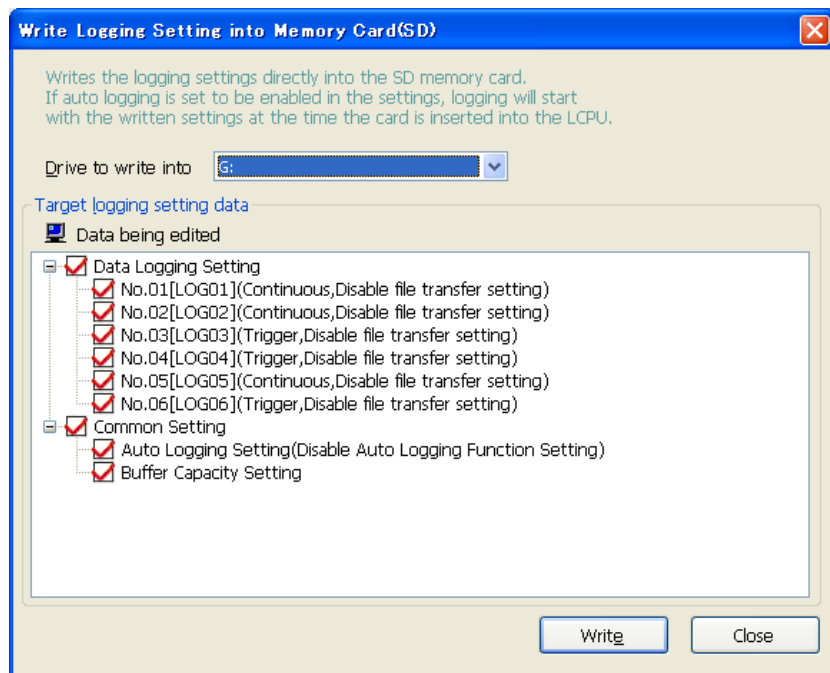 Write Logging Setting into Memory Card(SD)
Writes the logging settings directly into the SD memory card.
If auto logging is set to be enabled in the settings, logging will start
with the written settings at the time the card is inserted into the LCPU.
Drive to write into G:
Target logging setting data
Data being edited
Data Logging Setting
No.01[LOG01](Continuous,Disable file transfer setting)
No.02[LOG02](Continuous,Disable file transfer setting)
No.03[LOG03](Trigger,Disable file transfer setting)
No.04[LOG04](Trigger,Disable file transfer setting)
No.05[LOG05](Continuous,Disable file transfer setting)
No.06[LOG06](Trigger,Disable file transfer setting)
Common Setting
Auto Logging Setting(Disable Auto Logging Function Setting)
Buffer Capacity Setting
Write Close